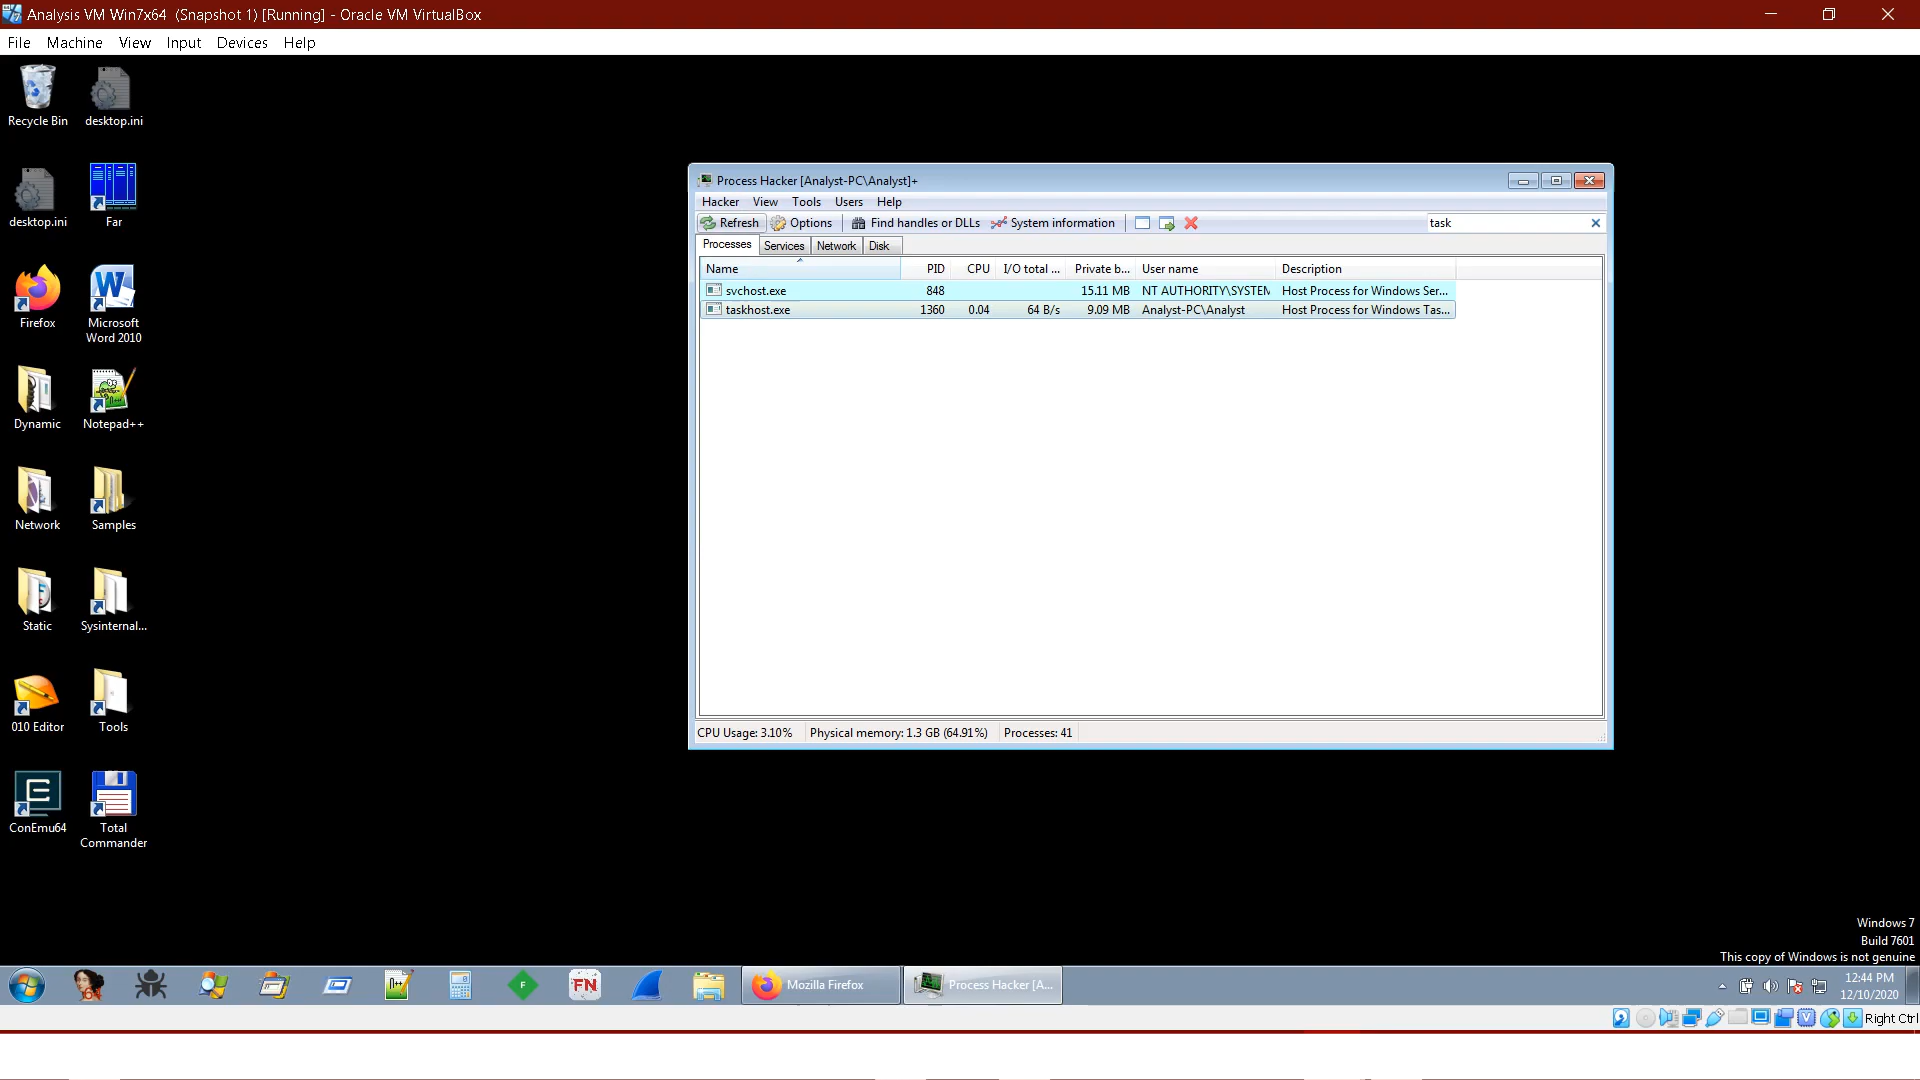 Analysis VM Win7x64 (Snapshot 1) [Running] - Oracle VM VirtualBox
File Machine View Input Devices Help
Recycle Bin
desktop.ini
desktop.ini
Far
Firefox
Microsoft
Word 2010
Dynamic
Notepad++
Network
Samples
Static
Sysinternal...
010 Editor
Tools
ConEmu64
Total
Commander
Process Hacker [Analyst-PC\Analyst]+
Hacker View Tools Users Help
Refresh Options Find handles or DLLs System information task
Processes Services Network Disk
Name PID CPU I/O total ... Private b... User name Description
svchost.exe 848 15.11 MB NT AUTHORITY\SYSTEM Host Process for Windows Ser...
taskhost.exe 1360 0.04 64 B/s 9.09 MB Analyst-PC\Analyst Host Process for Windows Tas...
CPU Usage: 3.10% Physical memory: 1.3 GB (64.91%) Processes: 41
Windows 7
Build 7601
This copy of Windows is not genuine
F
FN
Mozilla Firefox
Process Hacker [A...
12:44 PM
12/10/2020
Right Ctrl